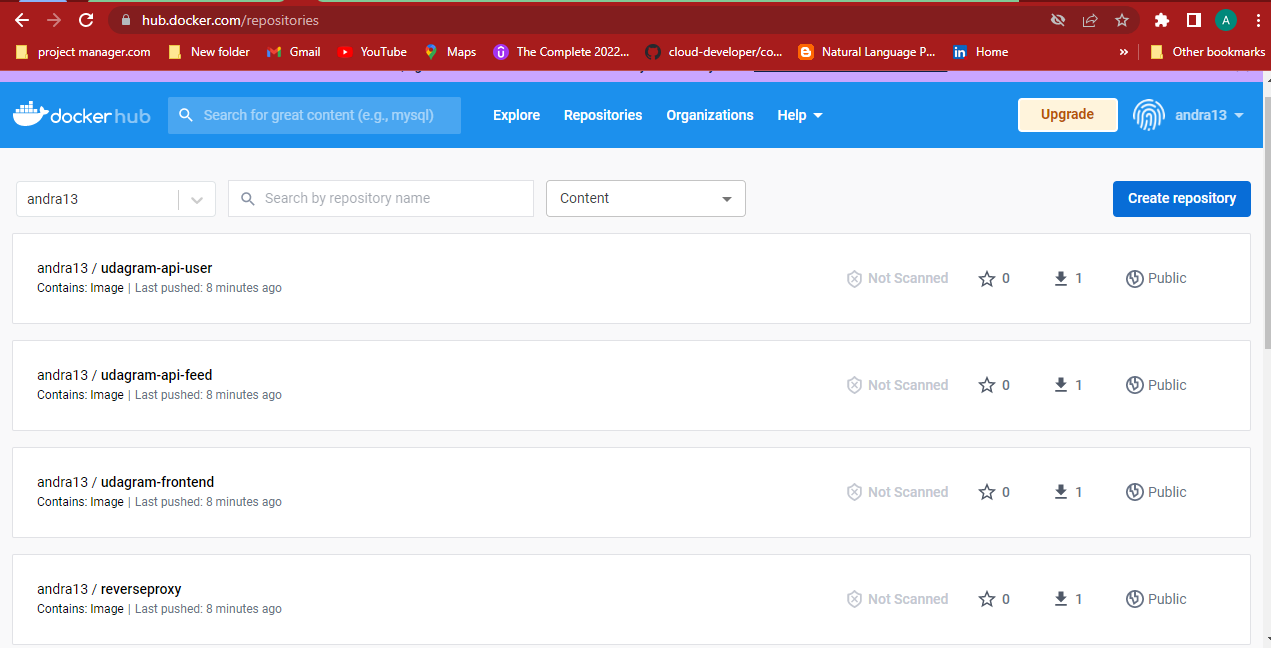 hub.docker.com/repositories
A
project manager.com
New folder
Gmail
YouTube
Maps
The Complete 2022...
cloud-developer/co...
Natural Language P...
Home
»
Other bookmarks
docker hub
Search for great content (e.g., mysql)
Explore
Repositories
Organizations
Help
Upgrade
andra13
andra13
Search by repository name
Content
Create repository
andra13 / udagram-api-user
Contains: Image | Last pushed: 8 minutes ago
Not Scanned
0
1
Public
andra13 / udagram-api-feed
Contains: Image | Last pushed: 8 minutes ago
Not Scanned
0
1
Public
andra13 / udagram-frontend
Contains: Image | Last pushed: 8 minutes ago
Not Scanned
0
1
Public
andra13 / reverseproxy
Contains: Image | Last pushed: 8 minutes ago
Not Scanned
0
1
Public